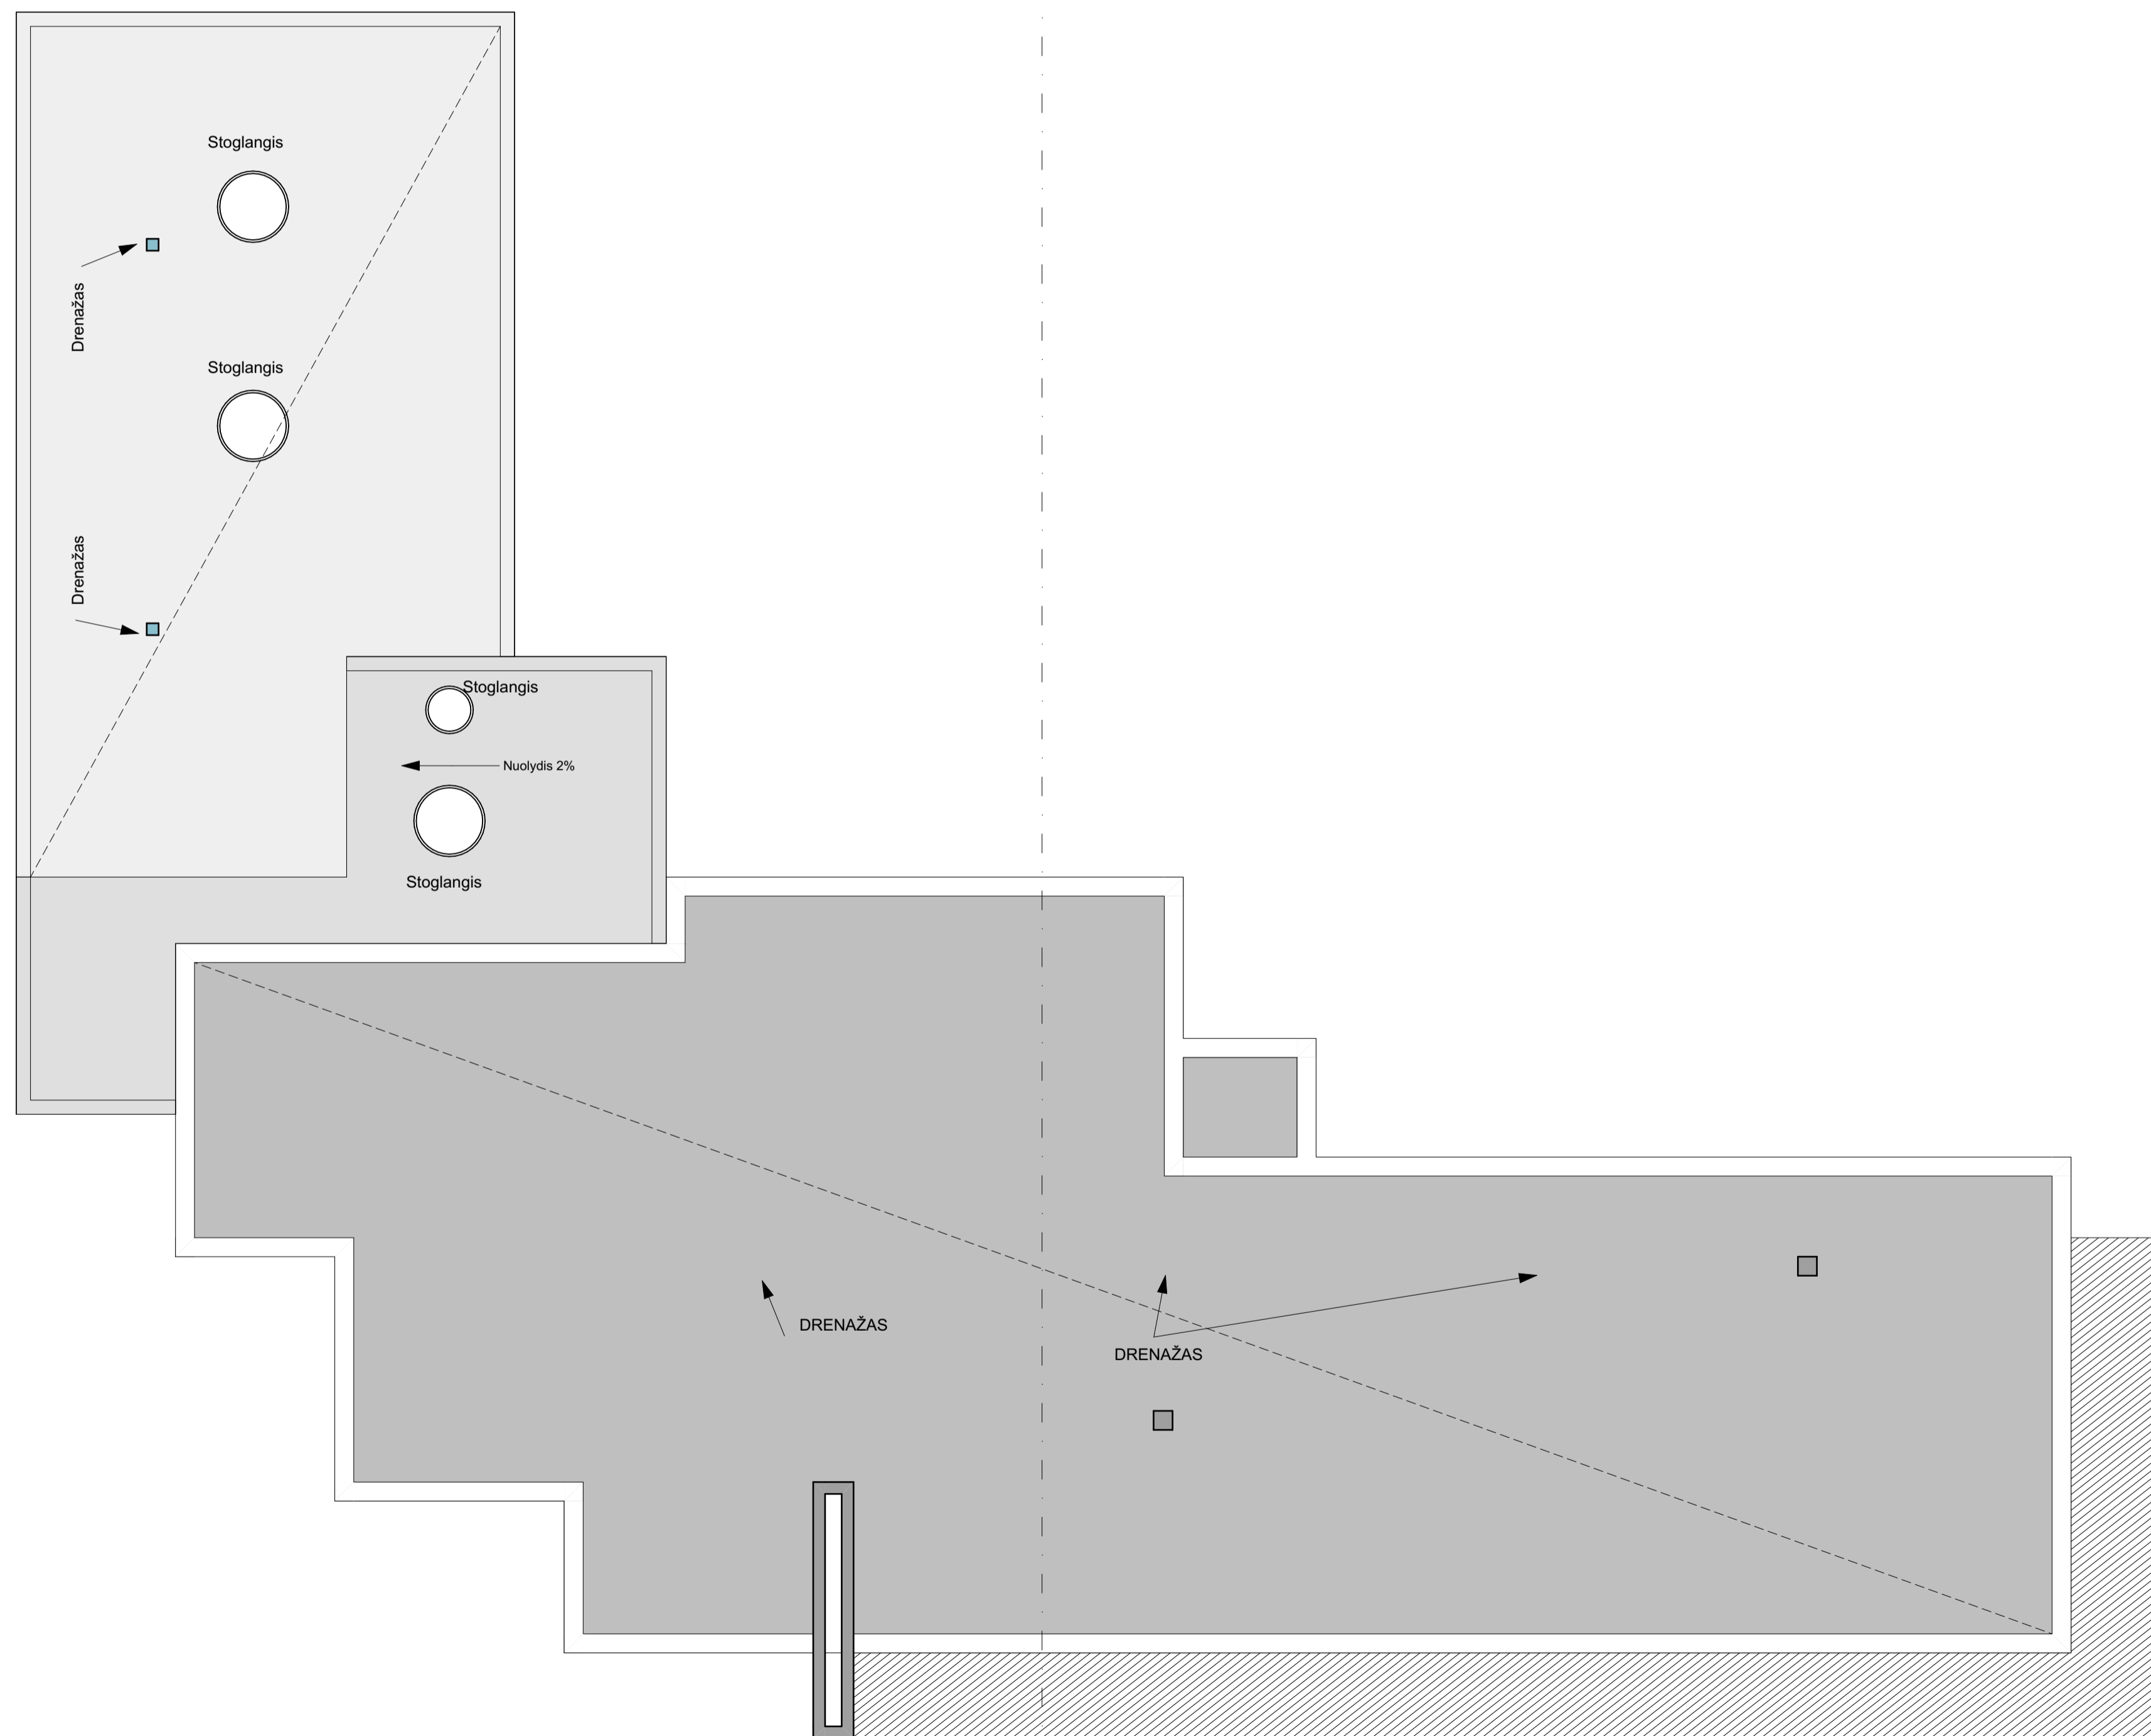 Stoglangis
Drenažas
Stoglangis
Drenažas
Stoglangis
Nuolydis 2%
Stoglangis
DRENAŽAS
DRENAŽAS